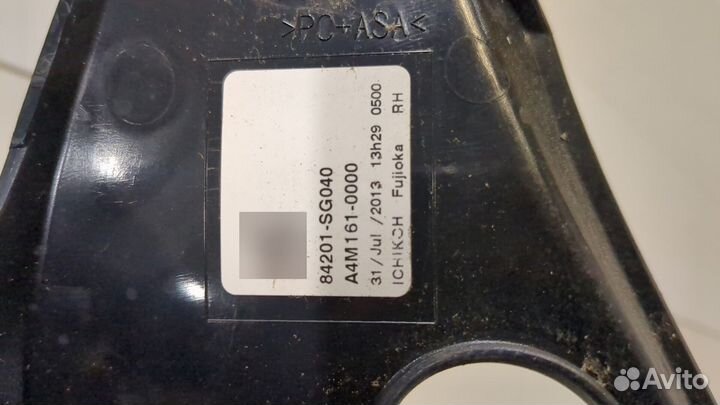 >PC+ASA<
84201-SG040
A4M161-0000
31/Jul/2013 13h29 0500
ICHIKOH Fujioka RH
Avito